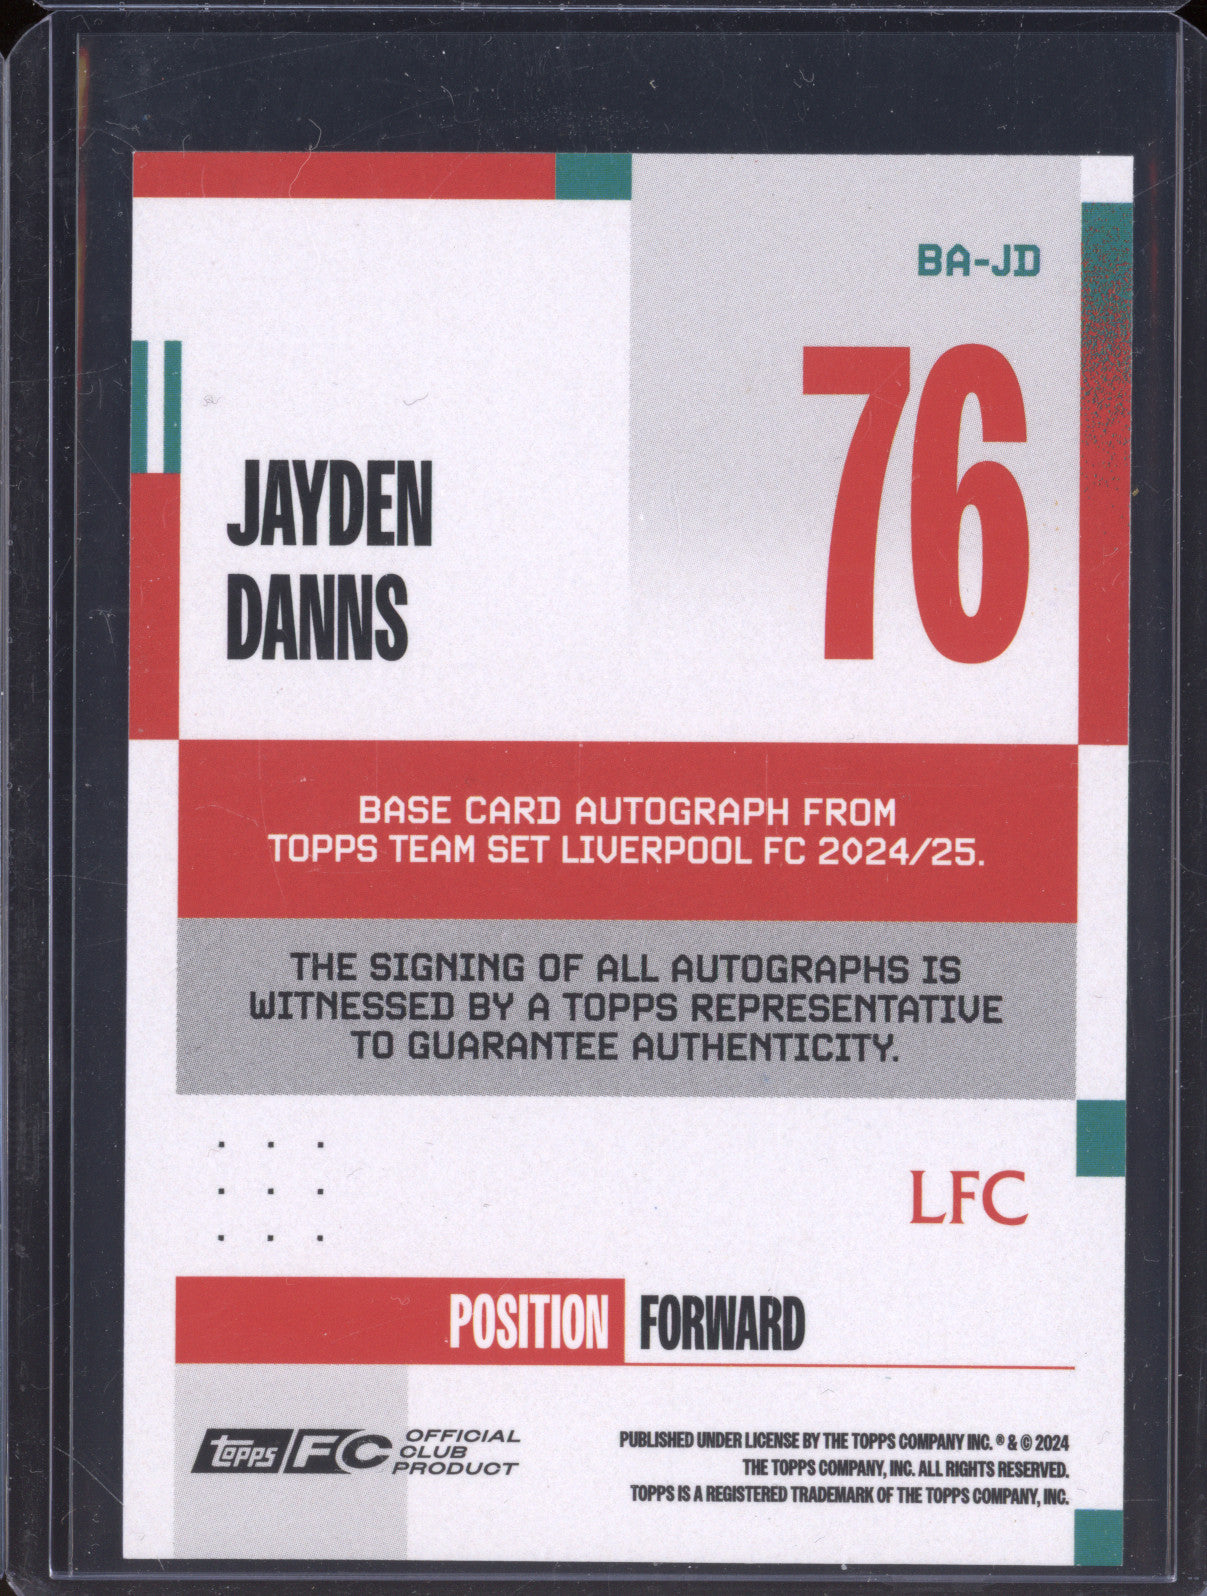 BA-JD
76
JAYDEN
DANNS
BASE CARD AUTOGRAPH FROM
TOPPS TEAM SET LIVERPOOL FC 2024/25.
THE SIGNING OF ALL AUTOGRAPHS IS
WITNESSED BY A TOPPS REPRESENTATIVE
TO GUARANTEE AUTHENTICITY.
LFC
POSITION FORWARD
topps FC OFFICIAL
CLUB
PRODUCT
PUBLISHED UNDER LICENSE BY THE TOPPS COMPANY INC. ® & © 2024
THE TOPPS COMPANY, INC. ALL RIGHTS RESERVED.
TOPPS IS A REGISTERED TRADEMARK OF THE TOPPS COMPANY, INC.